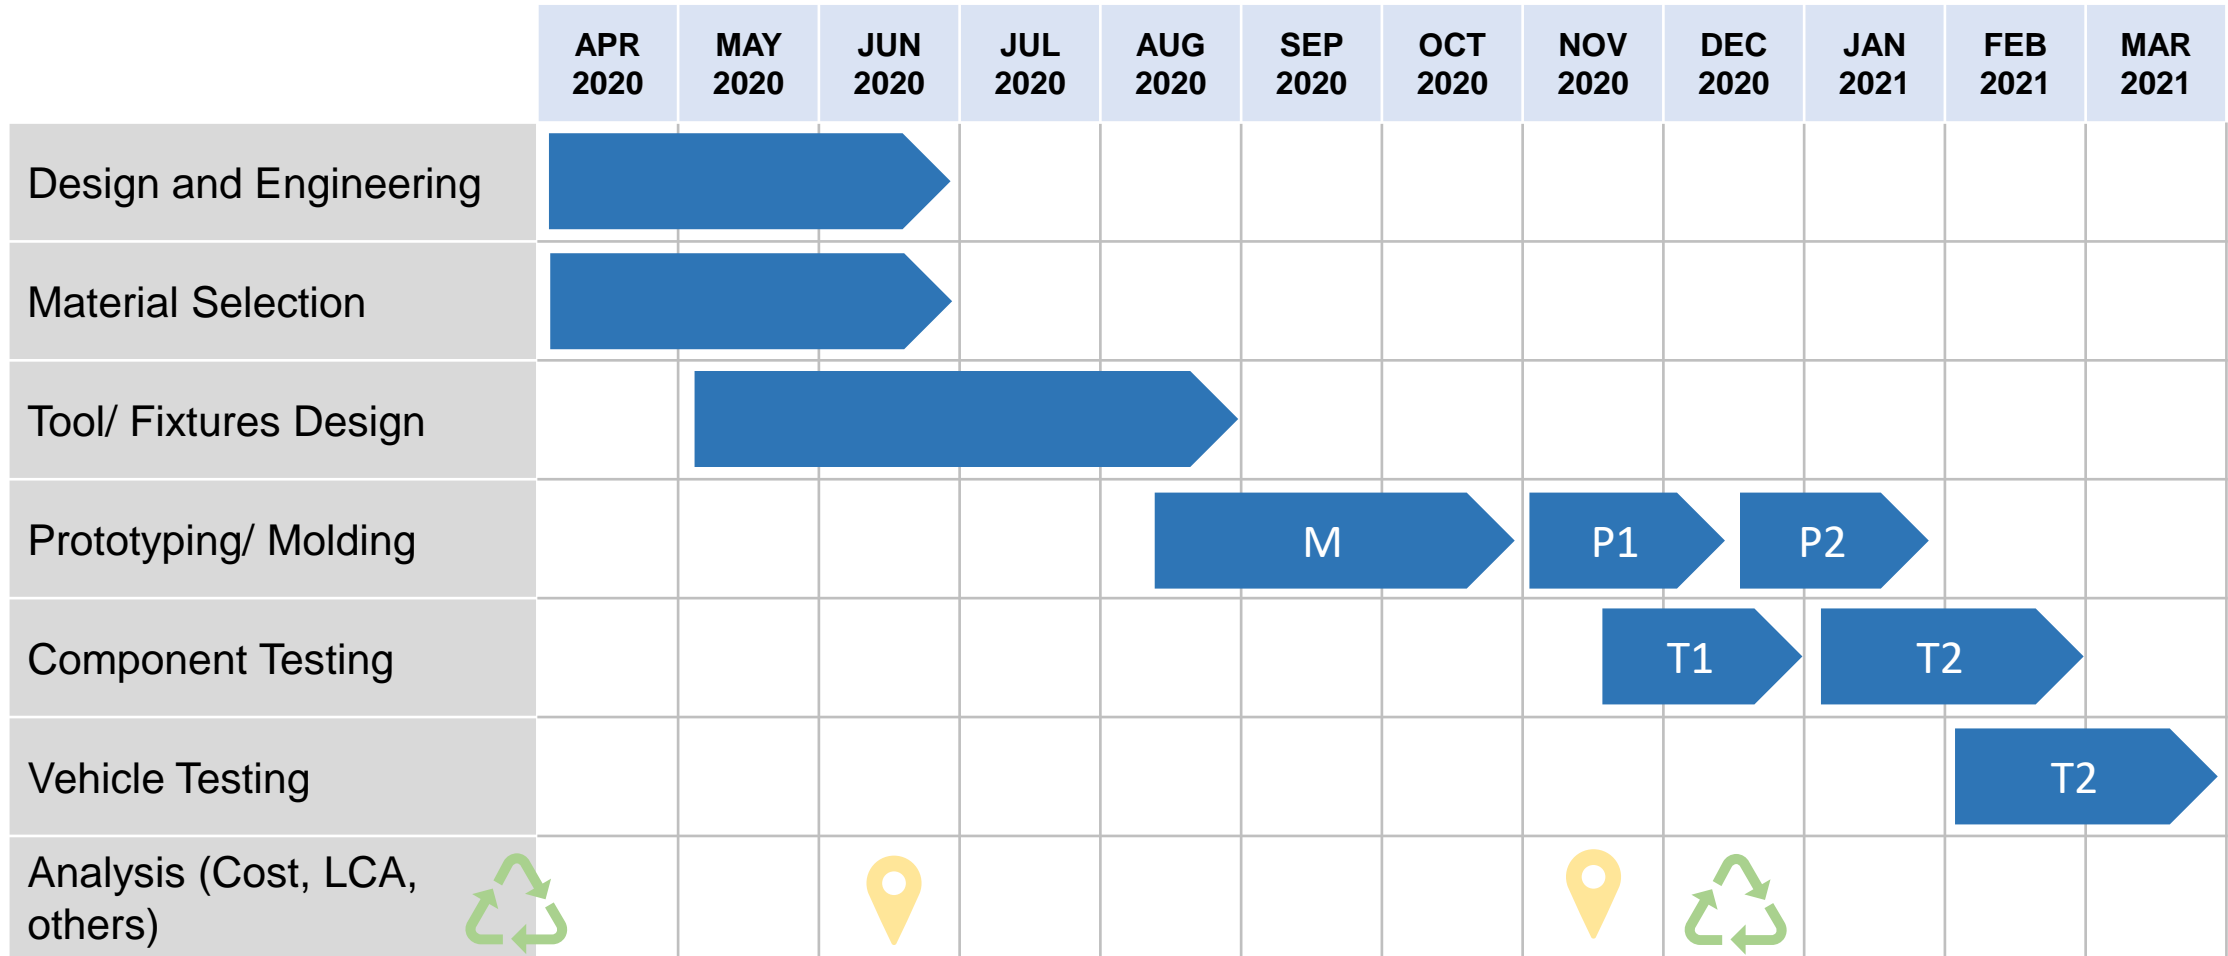 APR MAY JUN JUL AUG SEP OCT NOV DEC JAN FEB MAR
2020 2020 2020 2020 2020 2020 2020 2020 2020 2021 2021 2021
Design and Engineering
Material Selection
Tool/ Fixtures Design
Prototyping/ Molding M P1 P2
Component Testing T1 T2
Vehicle Testing T2
Analysis (Cost, LCA,
others)